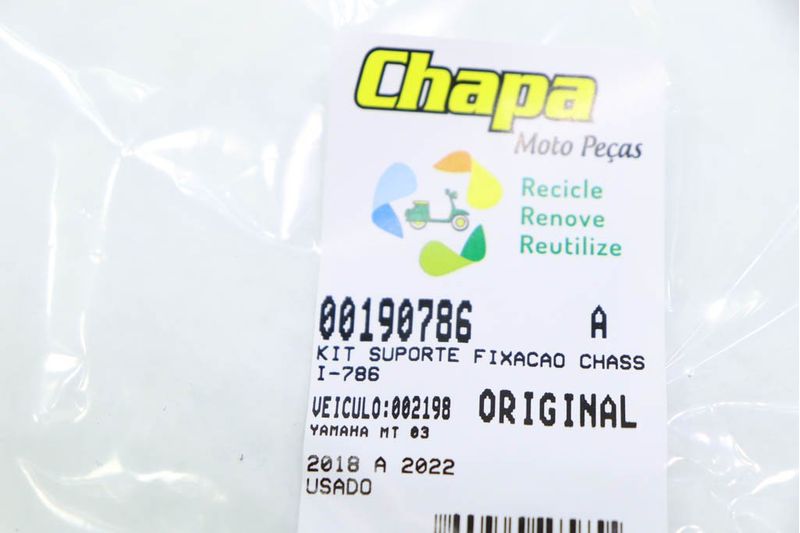 Chapa
Moto Peças
Recicle
Renove
Reutilize
00190786 A
KIT SUPORTE FIXACAO CHASS
I-786
VEICULO:002198 ORIGINAL
YAMAHA MT 03
2018 A 2022
USADO